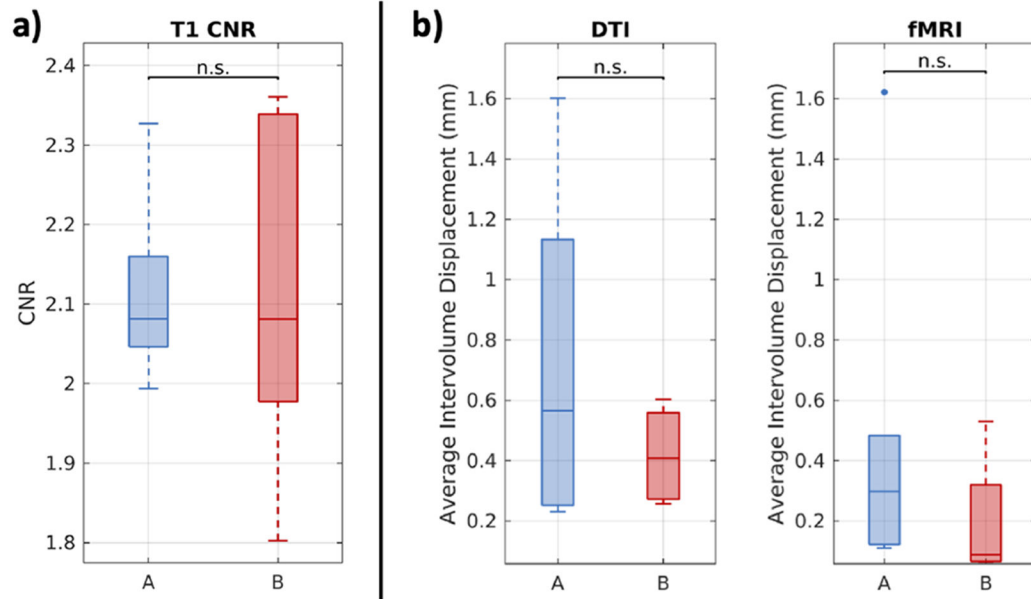 a)
T1 CNR
n.s.
2.4
2.3
2.2
2.1
2
1.9
1.8
CNR
A
B
b)
DTI
n.s.
1.6
1.4
1.2
1
0.8
0.6
0.4
0.2
Average Intervolume Displacement (mm)
A
B
fMRI
n.s.
1.6
1.4
1.2
1
0.8
0.6
0.4
0.2
Average Intervolume Displacement (mm)
A
B